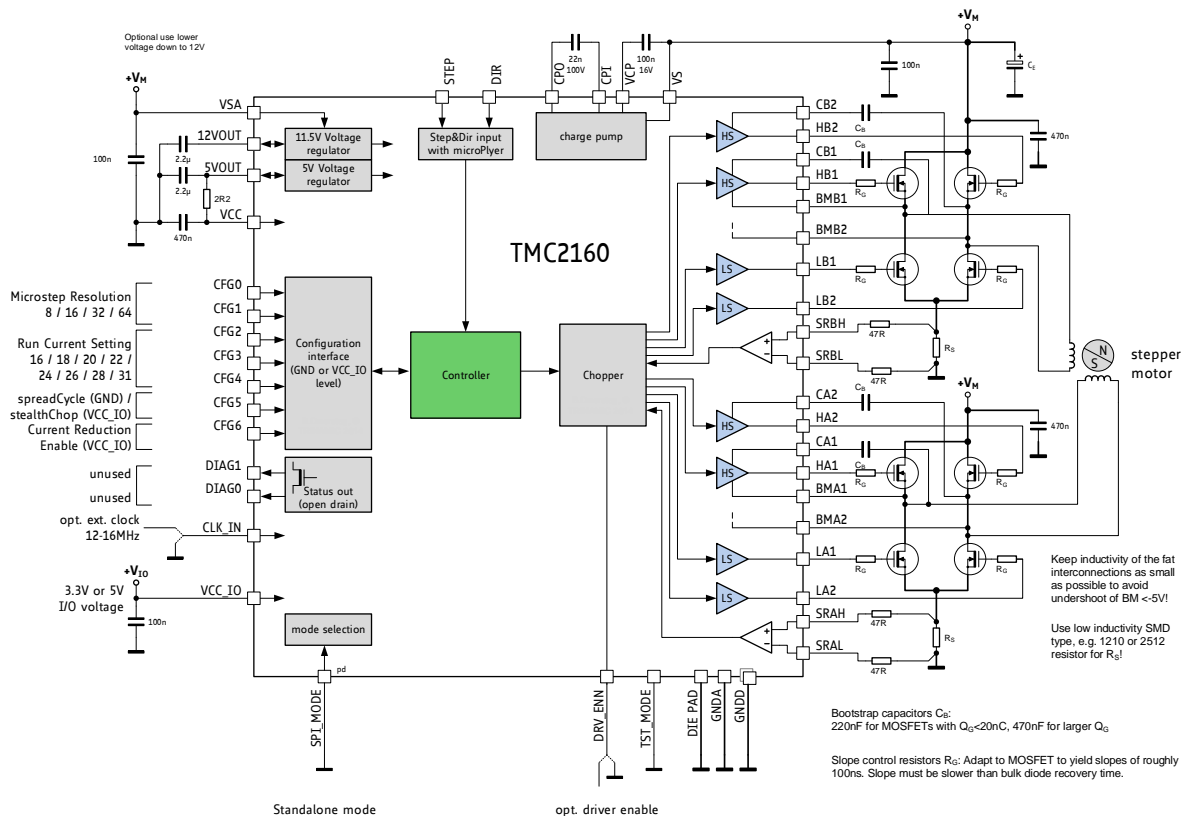 Optional use lower
voltage down to 12V
+VM
VSA
12VOUT
2.2µ
100n
5VOUT
2.2µ
2R2
VCC
470n
11.5V Voltage
regulator
5V Voltage
regulator
STEP
DIR
Step&Dir input
with microPlyer
22n
100V
100n
16V
CPO
CPI
VCP
VS
charge pump
+VM
100n
CE
TMC2160
HS
HS
LS
LS
CB2
CB
HB2
CB1
CB
HB1
RG
RG
BMB1
BMB2
LB1
RG
RG
LB2
SRBH
47R
RS
SRBL
47R
+
−
470n
N
S
stepper
motor
Microstep Resolution
8 / 16 / 32 / 64
Run Current Setting
16 / 18 / 20 / 22 /
24 / 26 / 28 / 31
spreadCycle (GND) /
stealthChop (VCC_IO)
Current Reduction
Enable (VCC_IO)
CFG0
CFG1
CFG2
CFG3
CFG4
CFG5
CFG6
Configuration
interface
(GND or VCC_IO
level)
Controller
Chopper
unused
unused
DIAG1
DIAG0
Status out
(open drain)
opt. ext. clock
12-16MHz
CLK_IN
+VIO
3.3V or 5V
I/O voltage
VCC_IO
100n
mode selection
pd
HS
HS
LS
LS
+VM
470n
CA2
CB
HA2
CA1
CB
HA1
RG
RG
BMA1
BMA2
LA1
RG
RG
LA2
SRAH
47R
RS
SRAL
47R
+
−
Keep inductivity of the fat
interconnections as small
as possible to avoid
undershoot of BM <-5V!
Use low inductivity SMD
type, e.g. 1210 or 2512
resistor for RS!
SPI_MODE
DRV_ENN
TST_MODE
DIE PAD
GNDA
GNDD
Bootstrap capacitors CB:
220nF for MOSFETs with QG<20nC, 470nF for larger QG
Slope control resistors RG: Adapt to MOSFET to yield slopes of roughly
100ns. Slope must be slower than bulk diode recovery time.
Standalone mode
opt. driver enable